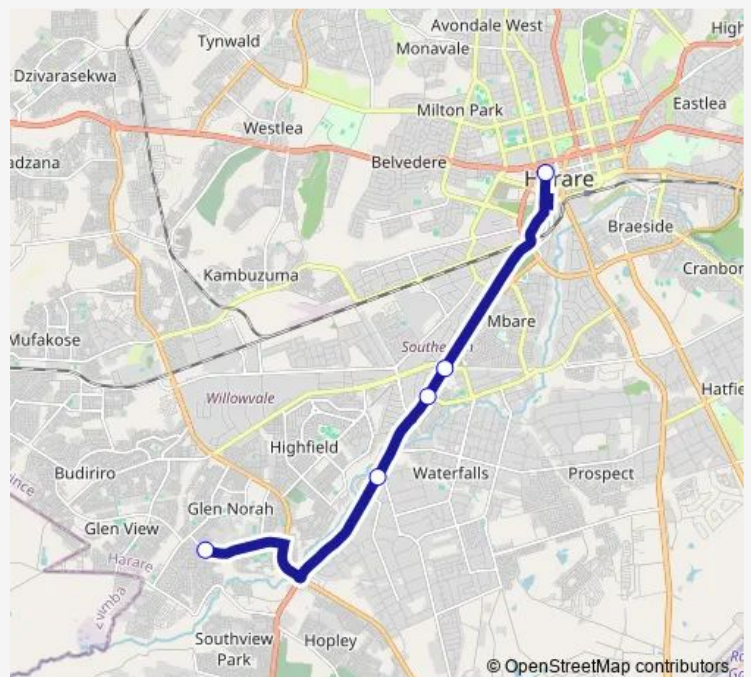 Avondale West
Tynwald
High
Monavale
Dzivarasekwa
Milton Park
Eastlea
Westlea
adzana
Belvedere
Harare
Braeside
Kambuzuma
Cranbor
Mbare
Mufakose
Southe
n
Willowvale
Hatfie
Highfield
Budiriro
Waterfalls
Prospect
Glen Norah
ince
Glen View
Harare
Zvimba
Southview
Park
Hopley
© OpenStreetMap contributors